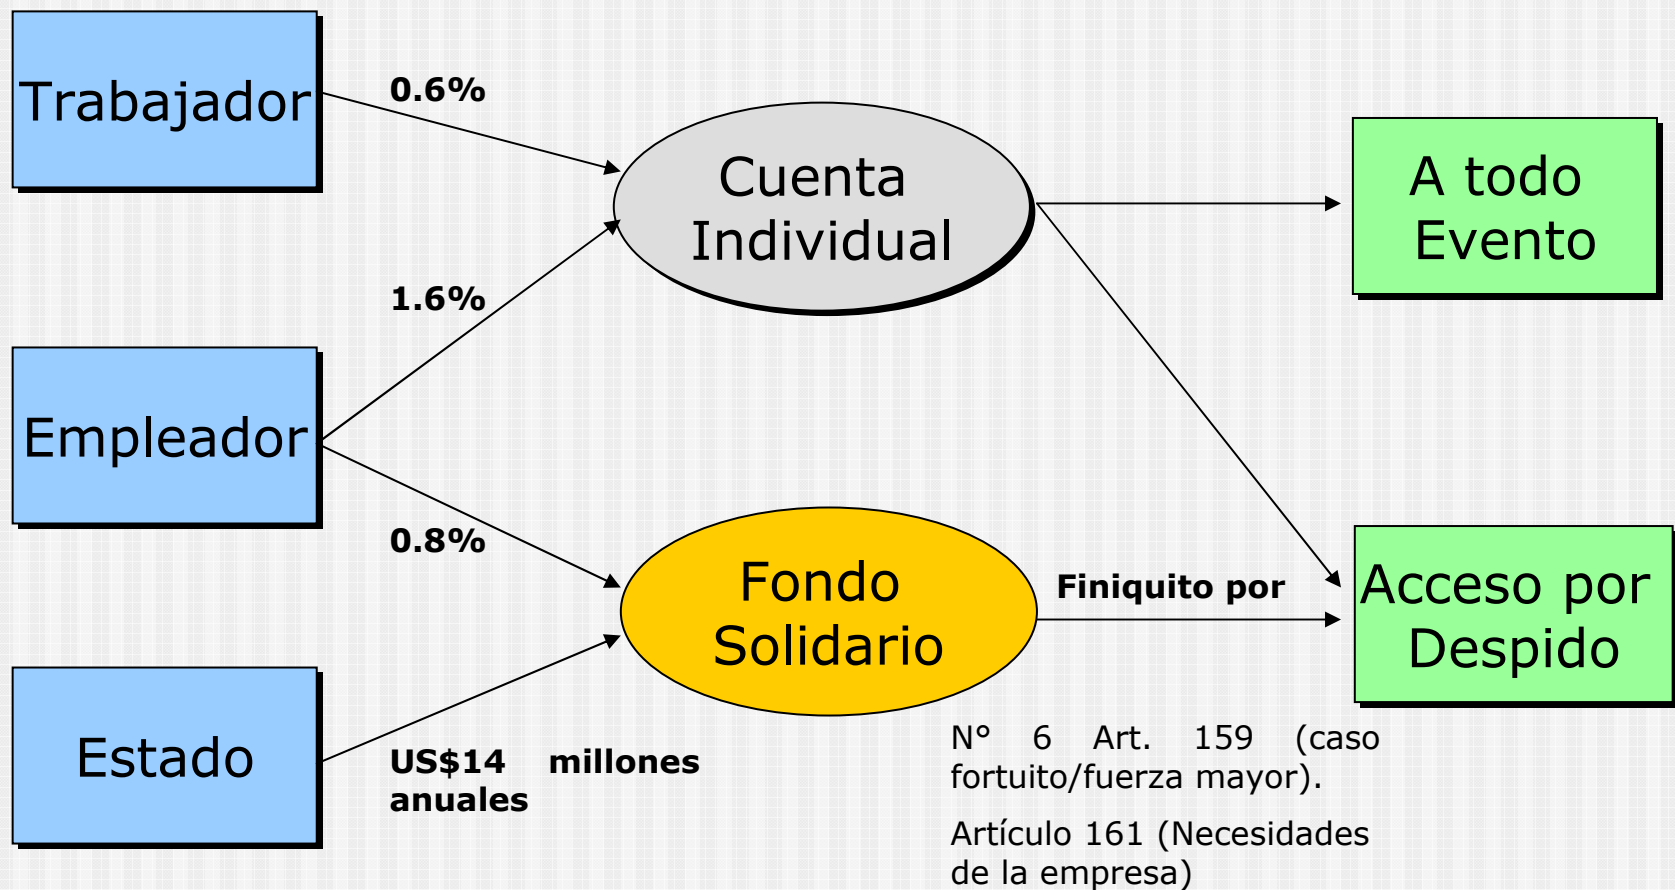 Trabajador
0.6%
Cuenta
Individual
A todo
Evento
1.6%
Empleador
0.8%
Fondo
Solidario
Finiquito por
Acceso por
Despido
Estado
US$14 millones
anuales
N° 6 Art. 159 (caso
fortuito/fuerza mayor).
Artículo 161 (Necesidades
de la empresa)